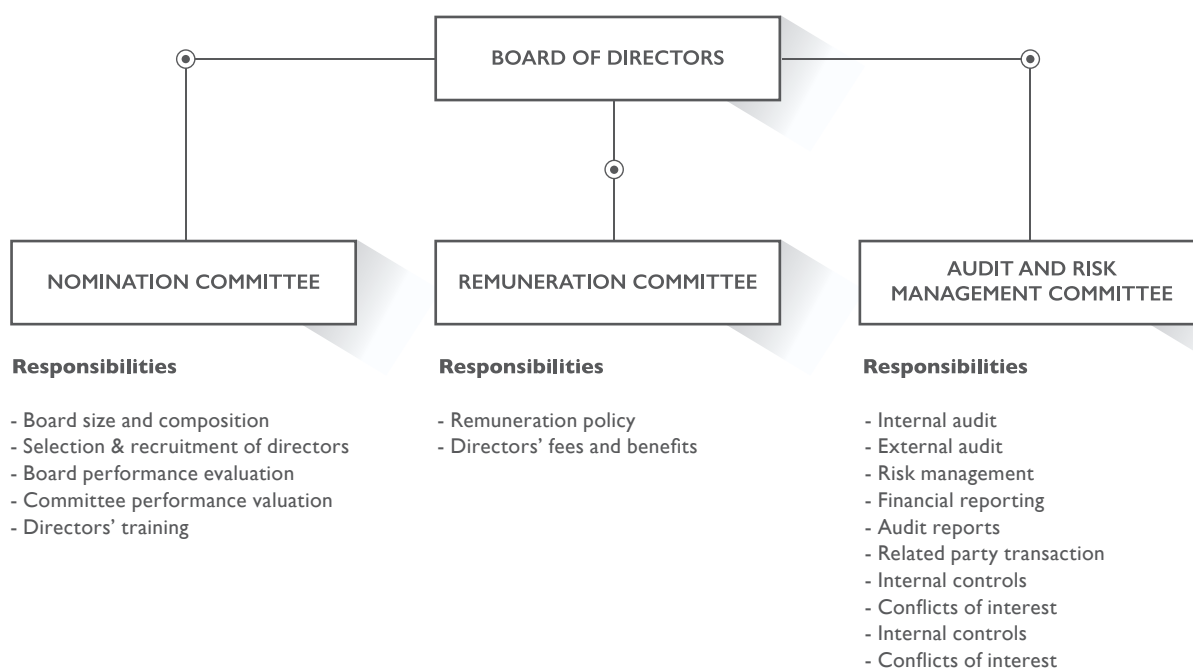 BOARD OF DIRECTORS
NOMINATION COMMITTEE
Responsibilities
- Board size and composition
- Selection & recruitment of directors
- Board performance evaluation
- Committee performance valuation
- Directors’ training
REMUNERATION COMMITTEE
Responsibilities
- Remuneration policy
- Directors’ fees and benefits
AUDIT AND RISK
MANAGEMENT COMMITTEE
Responsibilities
- Internal audit
- External audit
- Risk management
- Financial reporting
- Audit reports
- Related party transaction
- Internal controls
- Conflicts of interest
- Internal controls
- Conflicts of interest